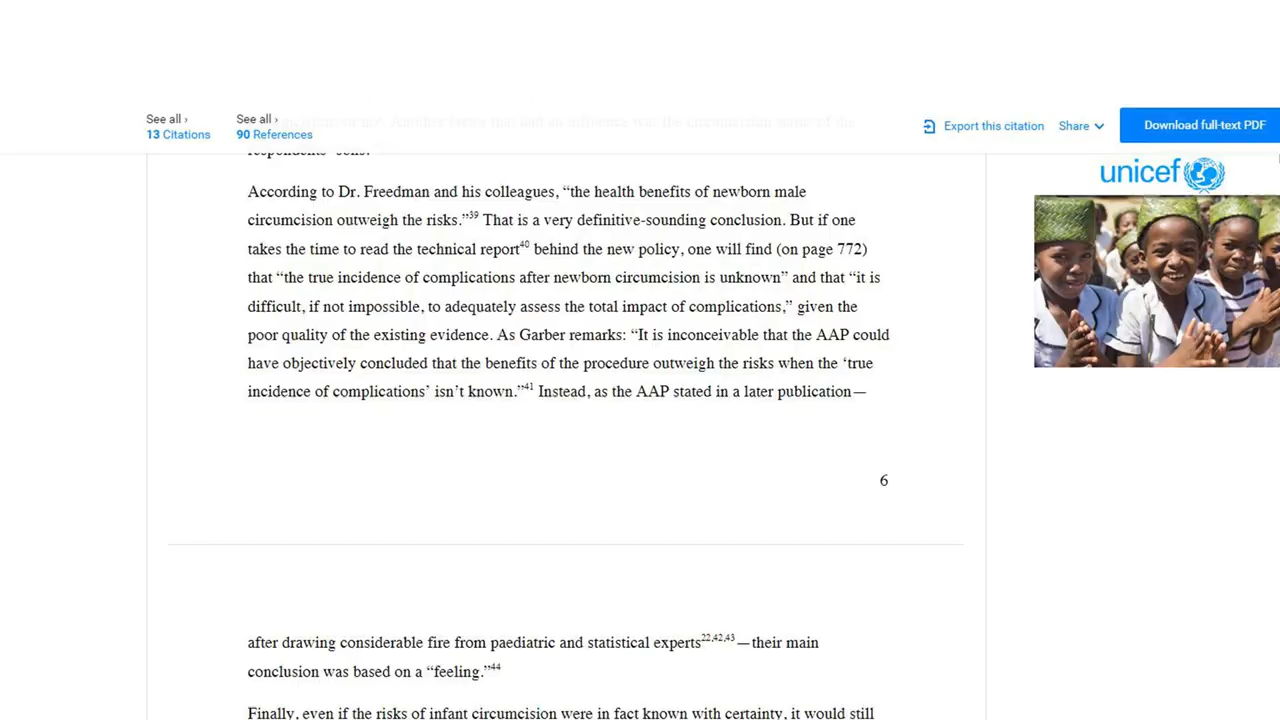 See all ›
13 Citations
See all ›
90 References
Export this citation
Share
Download full-text PDF
unicef
According to Dr. Freedman and his colleagues, “the health benefits of newborn male
circumcision outweigh the risks.”39 That is a very definitive-sounding conclusion. But if one
takes the time to read the technical report40 behind the new policy, one will find (on page 772)
that “the true incidence of complications after newborn circumcision is unknown” and that “it is
difficult, if not impossible, to adequately assess the total impact of complications,” given the
poor quality of the existing evidence. As Garber remarks: “It is inconceivable that the AAP could
have objectively concluded that the benefits of the procedure outweigh the risks when the ‘true
incidence of complications’ isn’t known.”41 Instead, as the AAP stated in a later publication—
6
after drawing considerable fire from paediatric and statistical experts22,42,43—their main
conclusion was based on a “feeling.”44
Finally, even if the risks of infant circumcision were in fact known with certainty, it would still